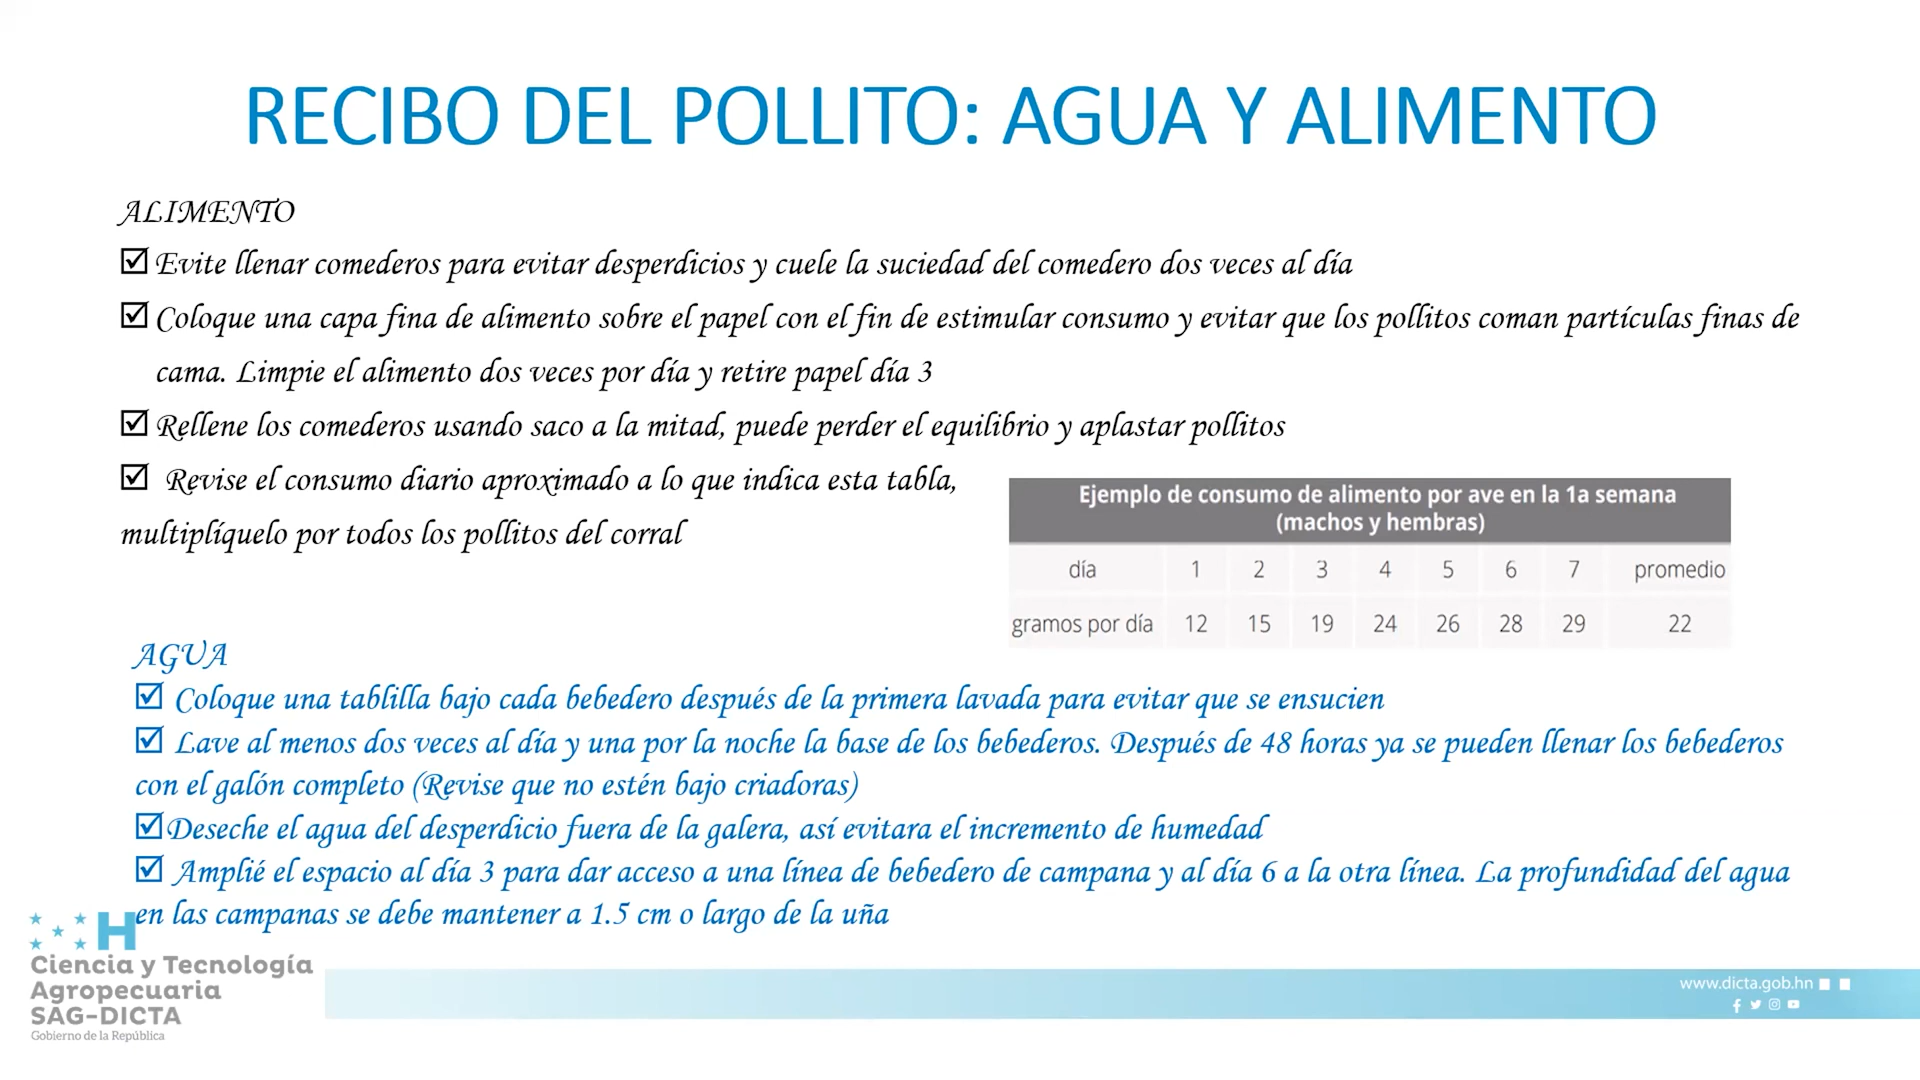 RECIBO DEL POLLITO: AGUA Y ALIMENTO
ALIMENTO
Evite llenar comederos para evitar desperdicios y cuele la suciedad del comedero dos veces al día
Coloque una capa fina de alimento sobre el papel con el fin de estimular consumo y evitar que los pollitos coman partículas finas de
cama. Limpie el alimento dos veces por día y retire papel día 3
Rellene los comederos usando saco a la mitad, puede perder el equilibrio y aplastar pollitos
Revise el consumo diario aproximado a lo que indica esta tabla,
multiplíquelo por todos los pollitos del corral
Ejemplo de consumo de alimento por ave en la 1a semana
(machos y hembras)
día 1 2 3 4 5 6 7 promedio
gramos por día 12 15 19 24 26 28 29 22
AGUA
Coloque una tablilla bajo cada bebedero después de la primera lavada para evitar que se ensucien
Lave al menos dos veces al día y una por la noche la base de los bebederos. Después de 48 horas ya se pueden llenar los bebederos
con el galón completo (Revise que no estén bajo criadoras)
Deseche el agua del desperdicio fuera de la galera, así evitara el incremento de humedad
Amplié el espacio al día 3 para dar acceso a una línea de bebedero de campana y al día 6 a la otra línea. La profundidad del agua
en las campanas se debe mantener a 1.5 cm o largo de la uña
H
Ciencia y Tecnología
Agropecuaria
SAG-DICTA
Gobierno de la República
www.dicta.gob.hn